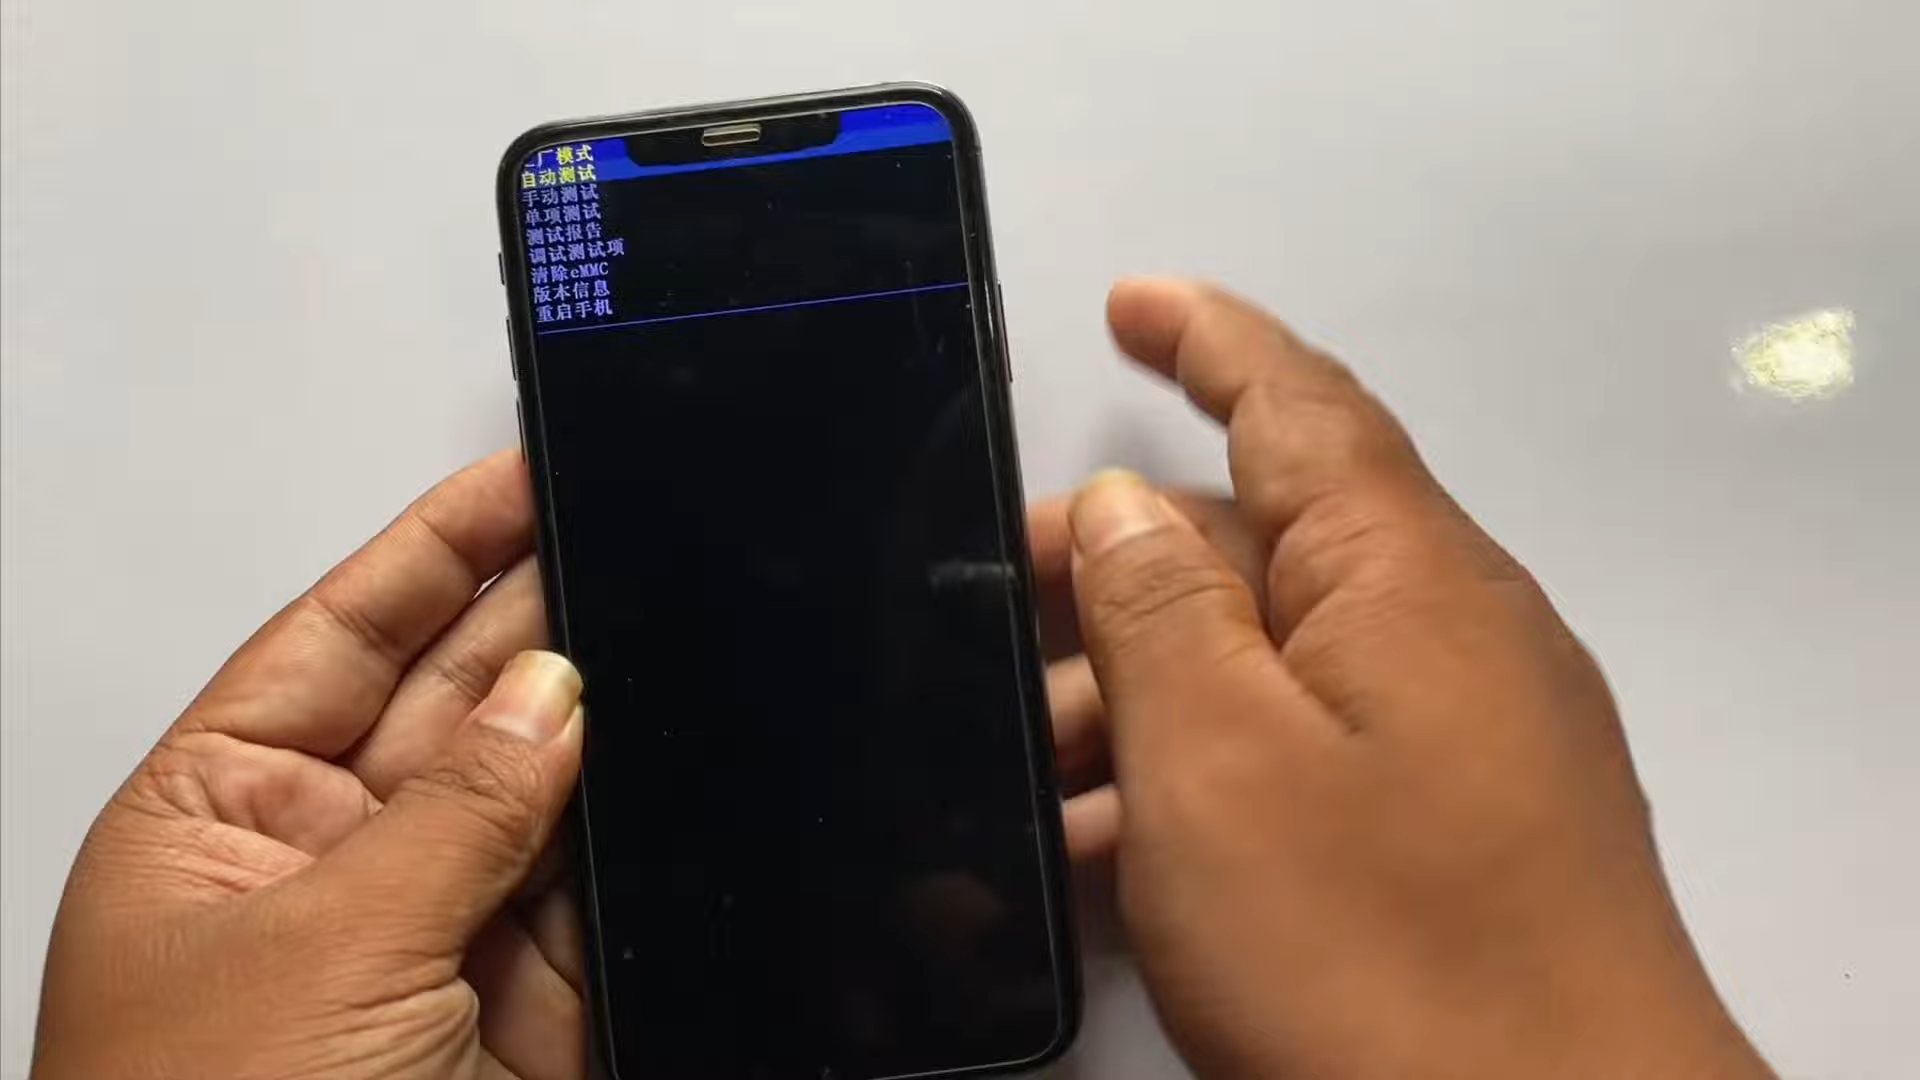 厂模式
自动测试
手动测试
单项测试
测试报告
调试测试项
清除eMMC
版本信息
重启手机